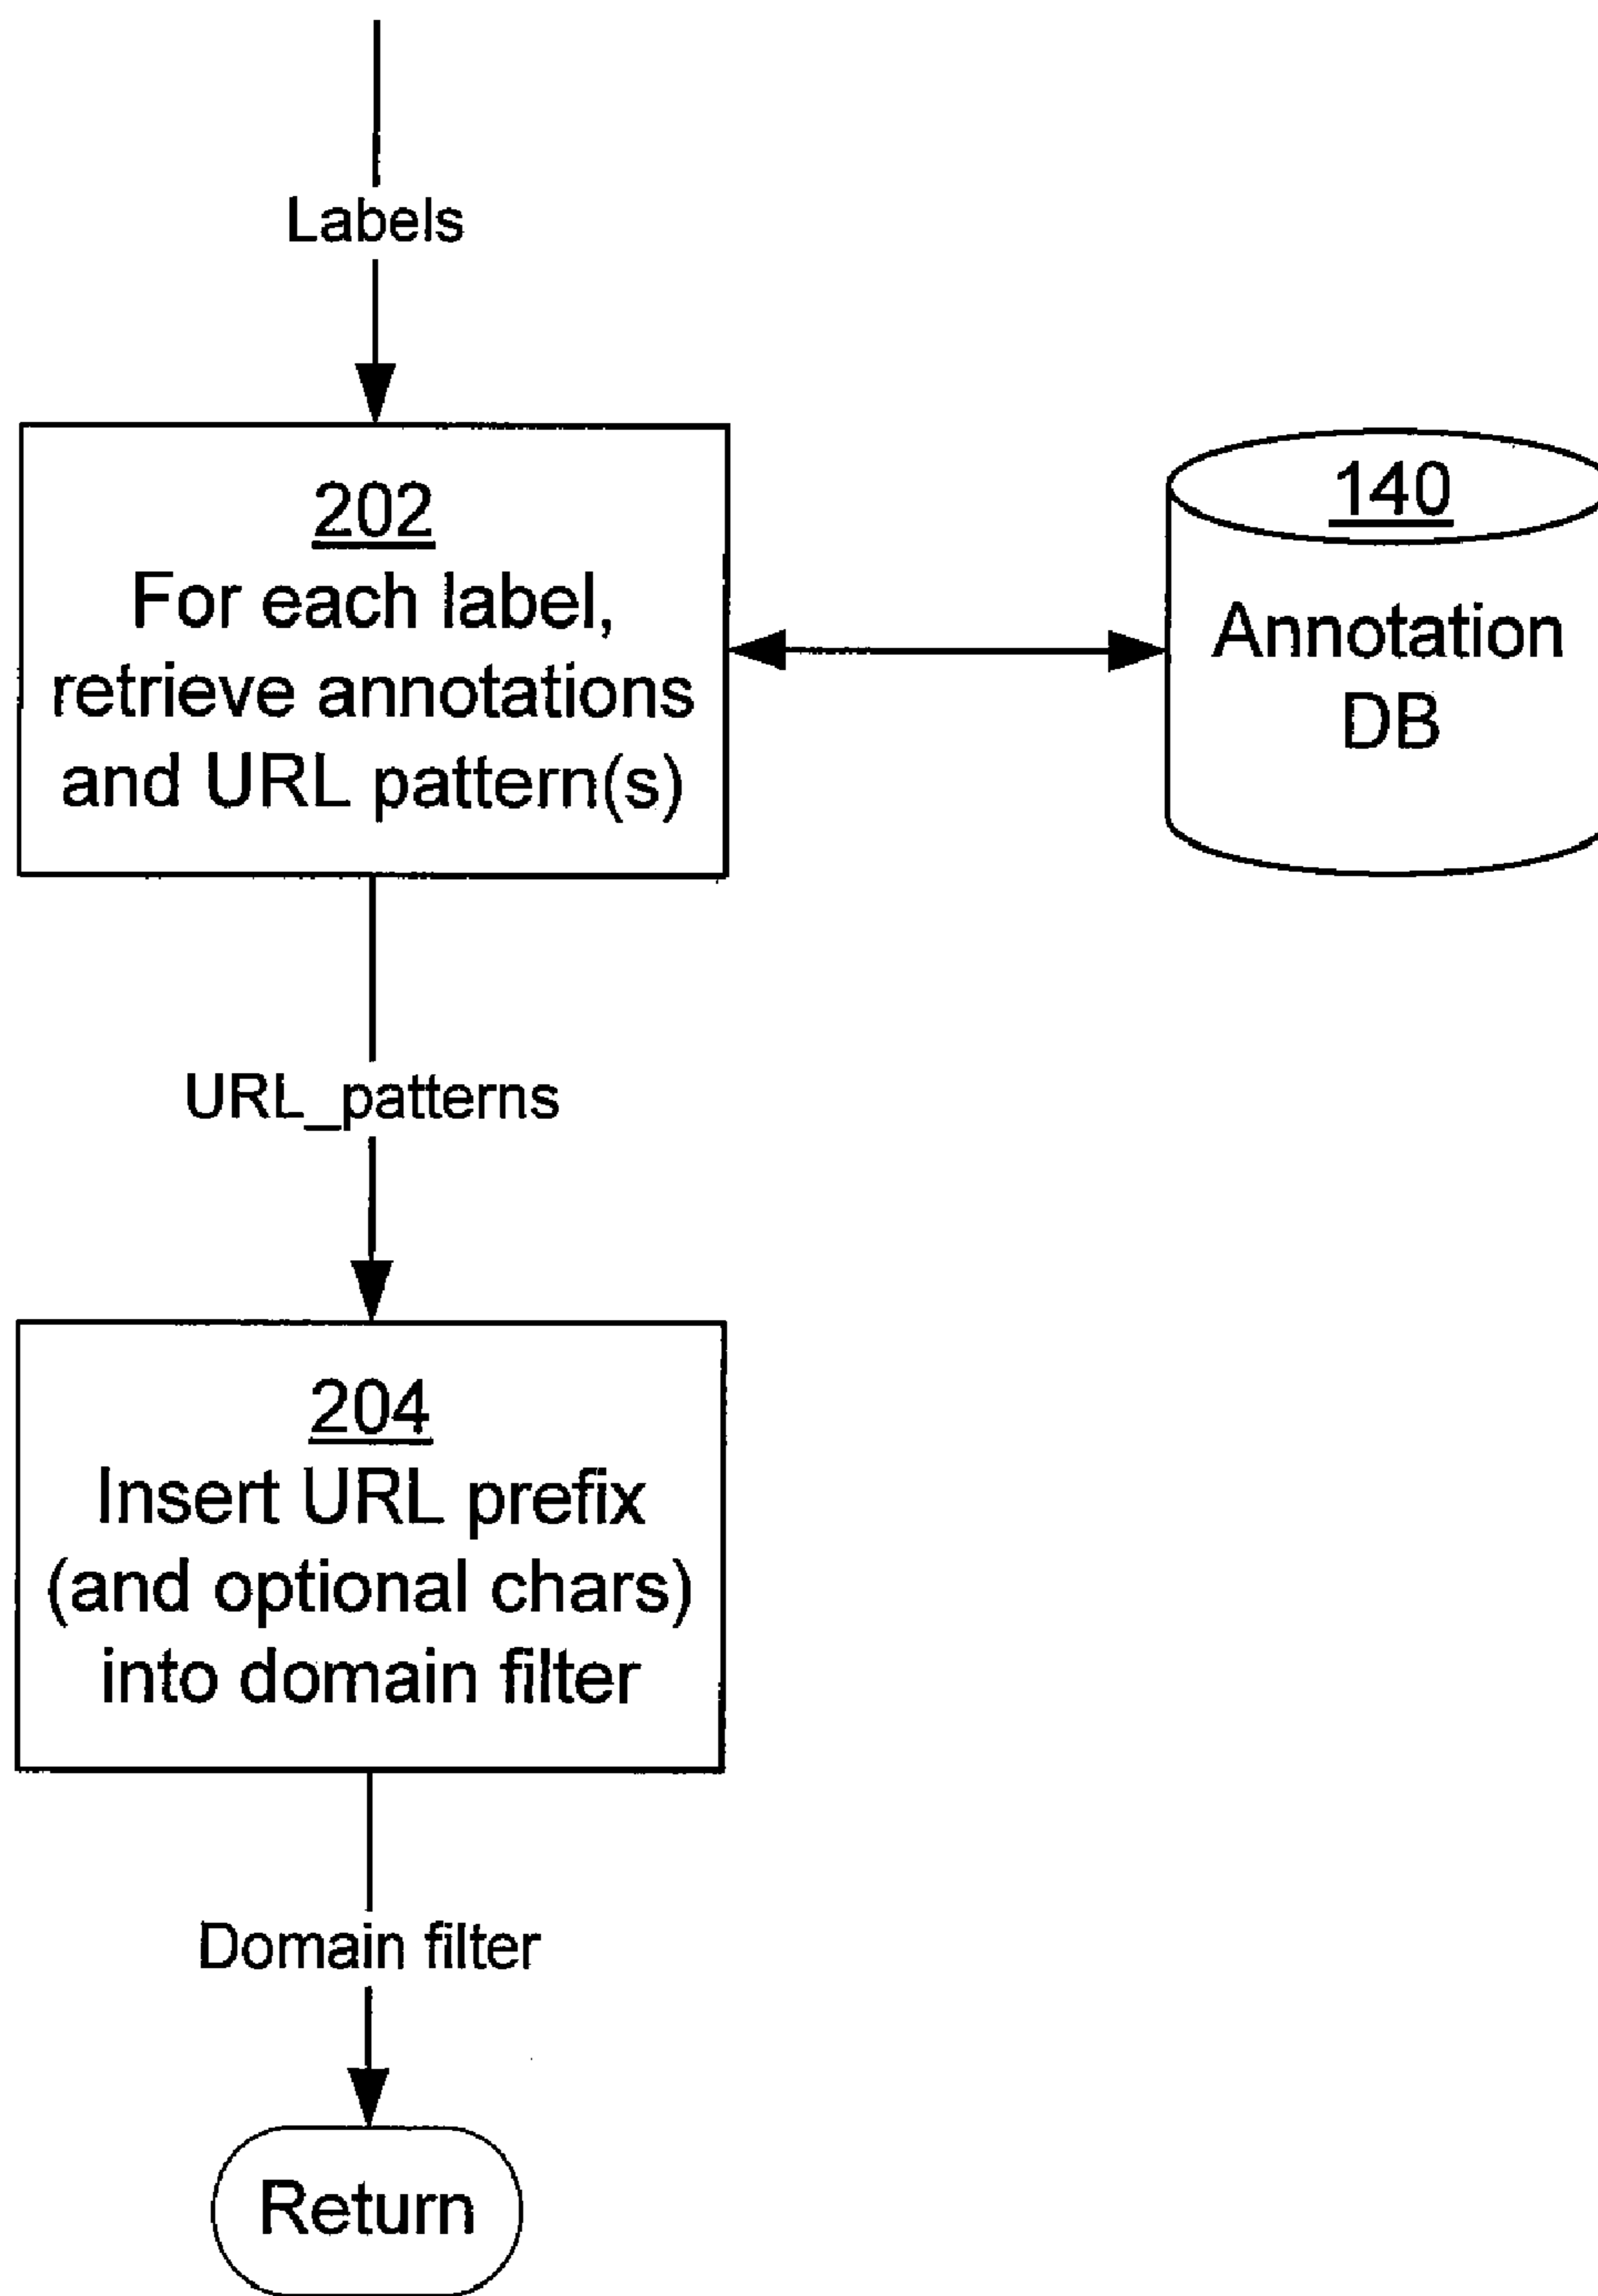 Labels
202
For each label,
retrieve annotations
and URL pattern(s)
140
Annotation
DB
URL_patterns
204
Insert URL prefix
(and optional chars)
into domain filter
Domain filter
Return